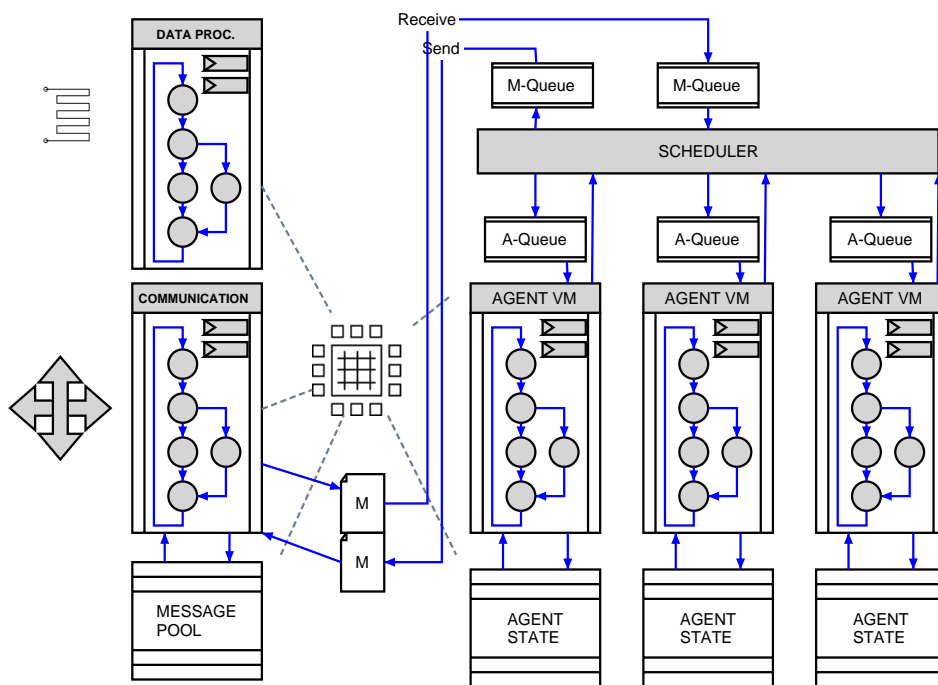 Receive
DATA PROC.
Send
M-Queue
M-Queue
SCHEDULER
A-Queue
A-Queue
A-Queue
COMMUNICATION
AGENT VM
AGENT VM
AGENT VM
M
M
MESSAGE
POOL
AGENT
STATE
AGENT
STATE
AGENT
STATE